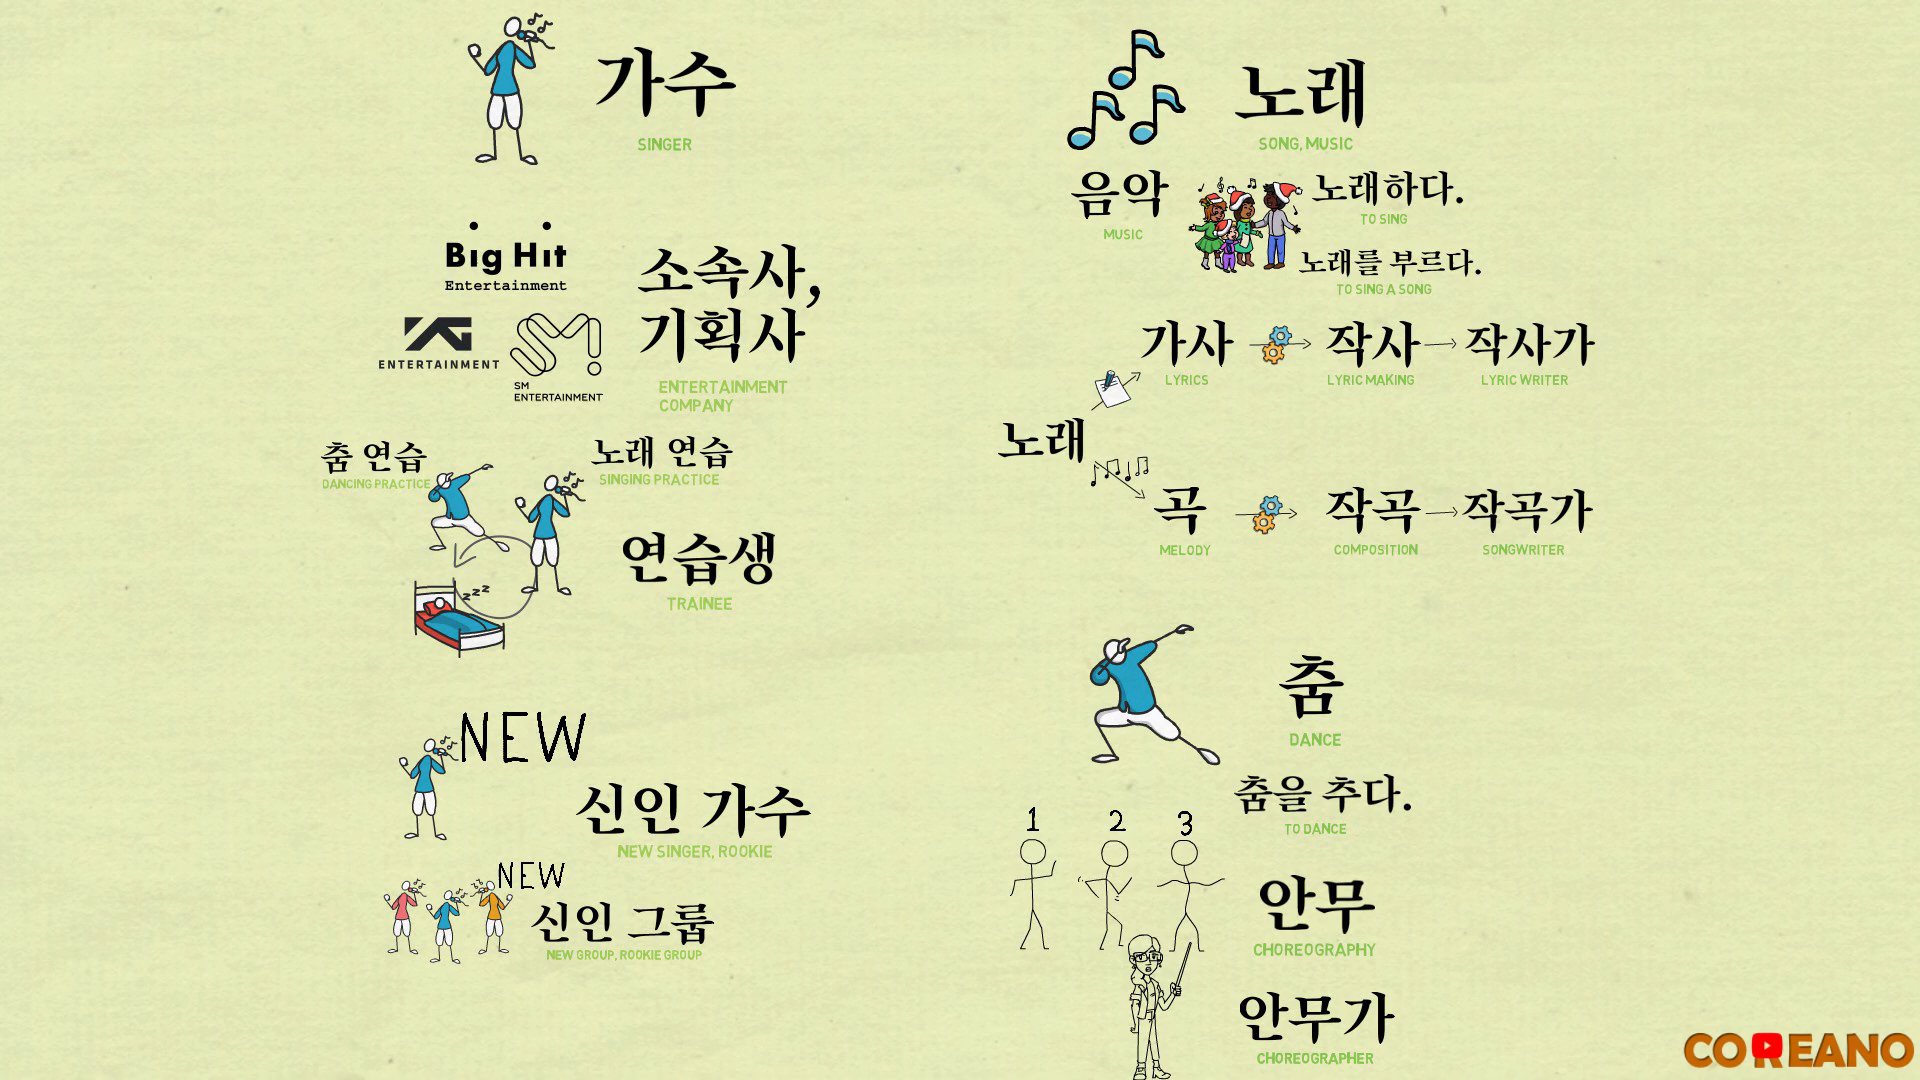 가수
SINGER
Big Hit
Entertainment
YG
ENTERTAINMENT
SM
SM
ENTERTAINMENT
소속사,
기획사
ENTERTAINMENT
COMPANY
춤 연습
DANCING PRACTICE
노래 연습
SINGING PRACTICE
zzz
연습생
TRAINEE
NEW
신인 가수
NEW SINGER, ROOKIE
NEW
신인 그룹
NEW GROUP, ROOKIE GROUP
노래
SONG, MUSIC
음악
MUSIC
노래하다.
TO SING
노래를 부르다.
TO SING A SONG
노래
가사
LYRICS
작사
LYRIC MAKING
작사가
LYRIC WRITER
곡
MELODY
작곡
COMPOSITION
작곡가
SONGWRITER
춤
DANCE
춤을 추다.
TO DANCE
1 2 3
안무
CHOREOGRAPHY
안무가
CHOREOGRAPHER
COREANO